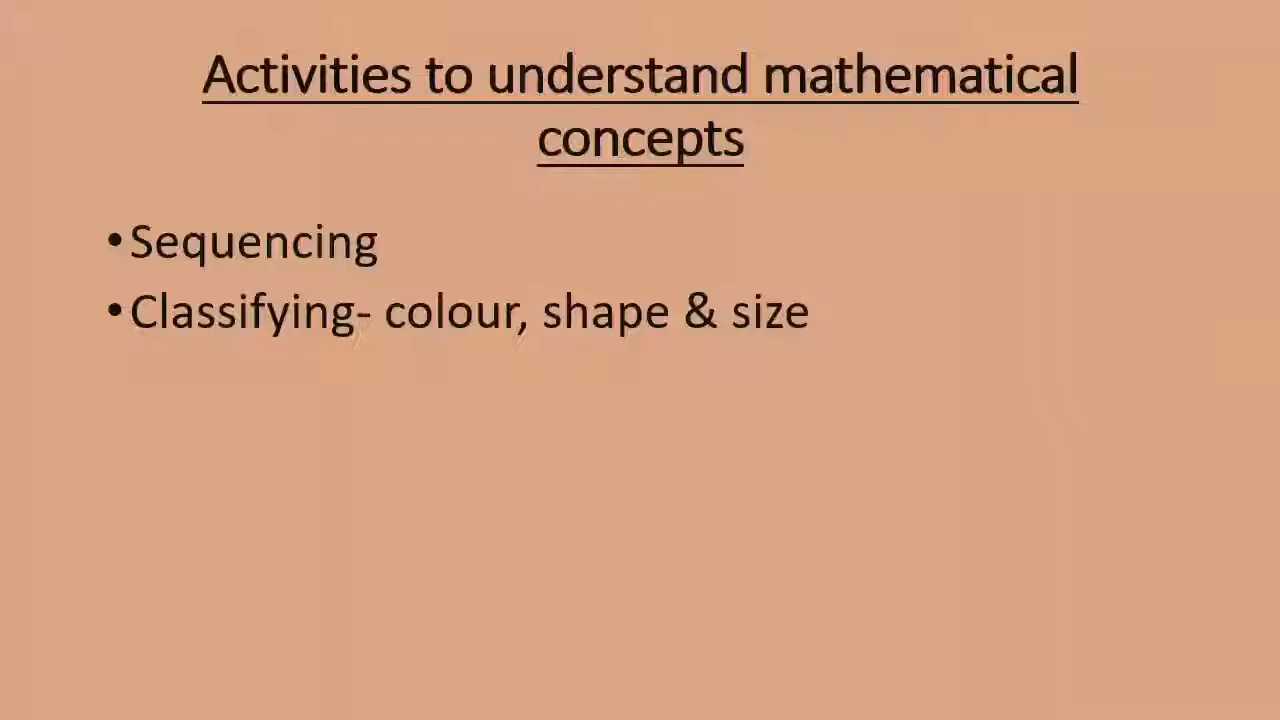 Activities to understand mathematical
concepts
•Sequencing
•Classifying- colour, shape & size